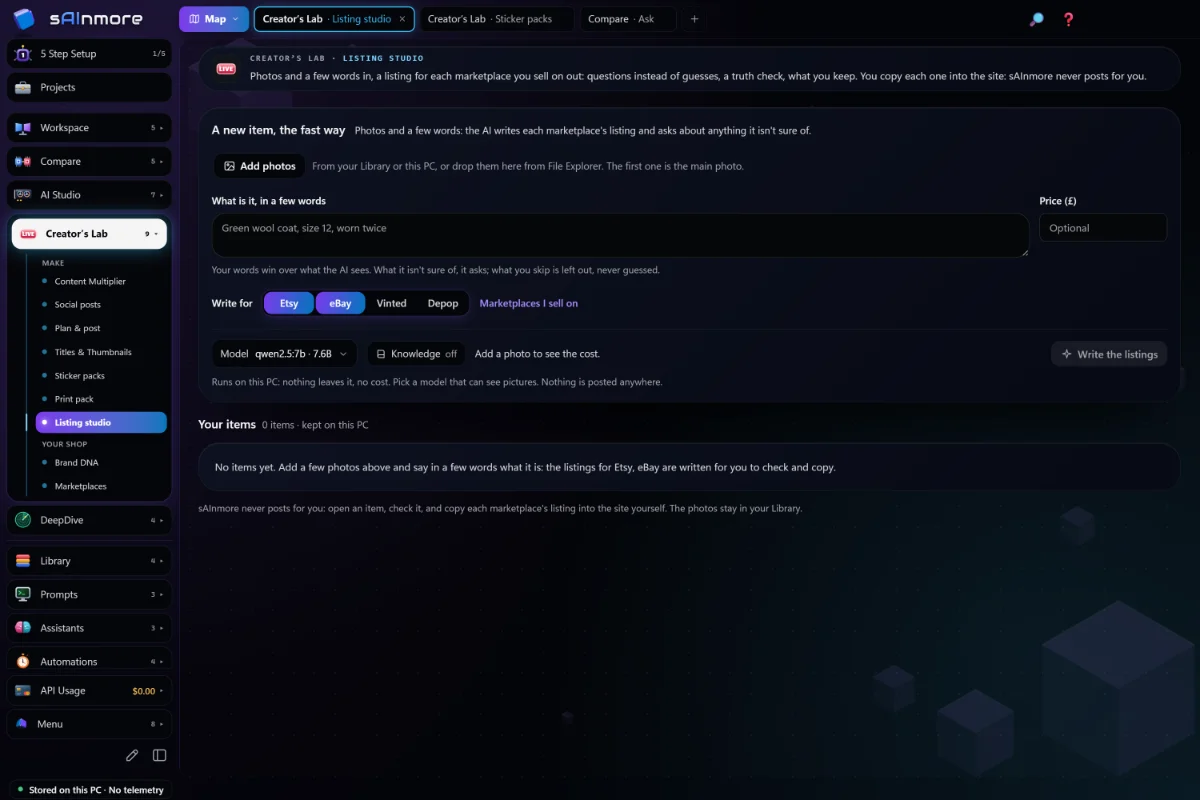 sAInmore
Map
Creator's Lab · Listing studio ×
Creator's Lab · Sticker packs
Compare · Ask
+
?
5 Step Setup 1/5
Projects
Workspace 5
Compare 5
AI Studio 7
LIVE Creator's Lab 9
MAKE
Content Multiplier
Social posts
Plan & post
Titles & Thumbnails
Sticker packs
Print pack
Listing studio
YOUR SHOP
Brand DNA
Marketplaces
DeepDive 4
Library 4
Prompts 3
Assistants 3
Automations 4
API Usage $0.00
Menu 8
Stored on this PC · No telemetry
LIVE
CREATOR'S LAB · LISTING STUDIO
Photos and a few words in, a listing for each marketplace you sell on out: questions instead of guesses, a truth check, what you keep. You copy each one into the site: sAInmore never posts for you.
A new item, the fast way Photos and a few words: the AI writes each marketplace's listing and asks about anything it isn't sure of.
Add photos From your Library or this PC, or drop them here from File Explorer. The first one is the main photo.
What is it, in a few words Price (£)
Green wool coat, size 12, worn twice Optional
Your words win over what the AI sees. What it isn't sure of, it asks; what you skip is left out, never guessed.
Write for Etsy eBay Vinted Depop Marketplaces I sell on
Model qwen2.5:7b · 7.6B Knowledge off Add a photo to see the cost. Write the listings
Runs on this PC: nothing leaves it, no cost. Pick a model that can see pictures. Nothing is posted anywhere.
Your items 0 items · kept on this PC
No items yet. Add a few photos above and say in a few words what it is: the listings for Etsy, eBay are written for you to check and copy.
sAInmore never posts for you: open an item, check it, and copy each marketplace's listing into the site yourself. The photos stay in your Library.